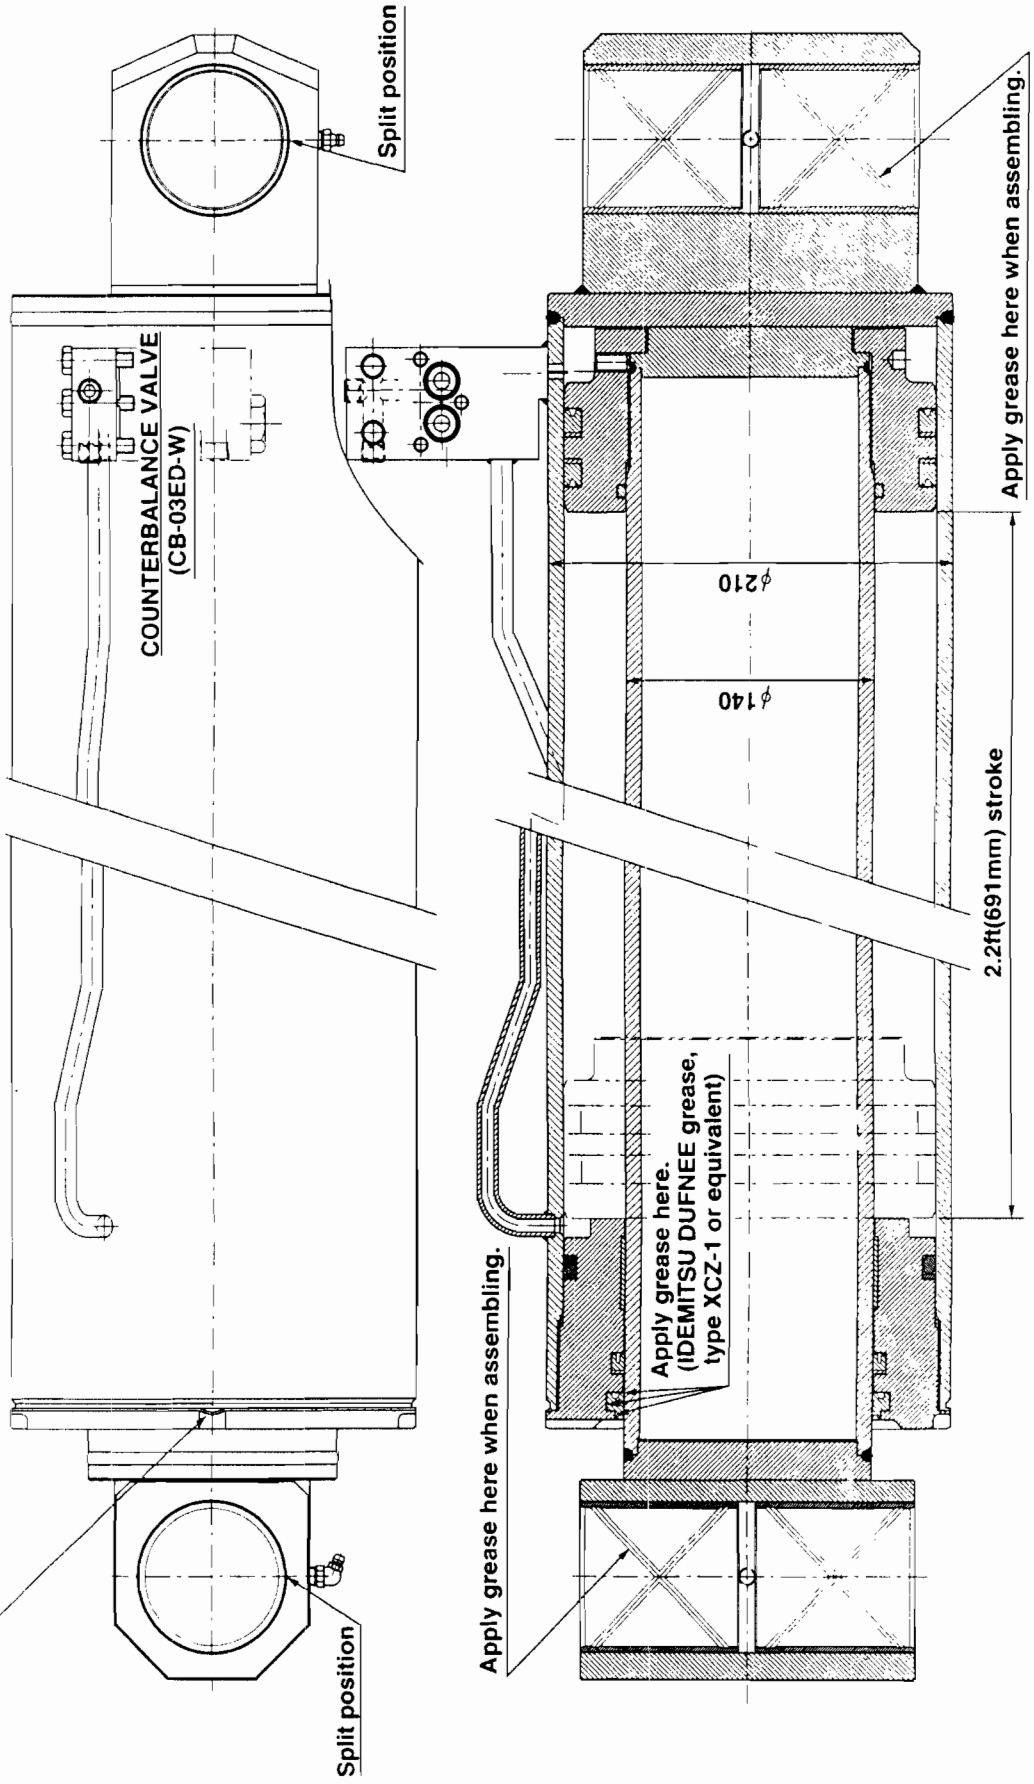 Split position
COUNTERBALANCE VALVE
(CB-03ED-W)
Split position
Apply grease here when assembling.
Apply grease here.
(IDEMITSU DUFNEE grease,
type XCZ-1 or equivalent)
φ140
φ210
2.2ft(691mm) stroke
Apply grease here when assembling.